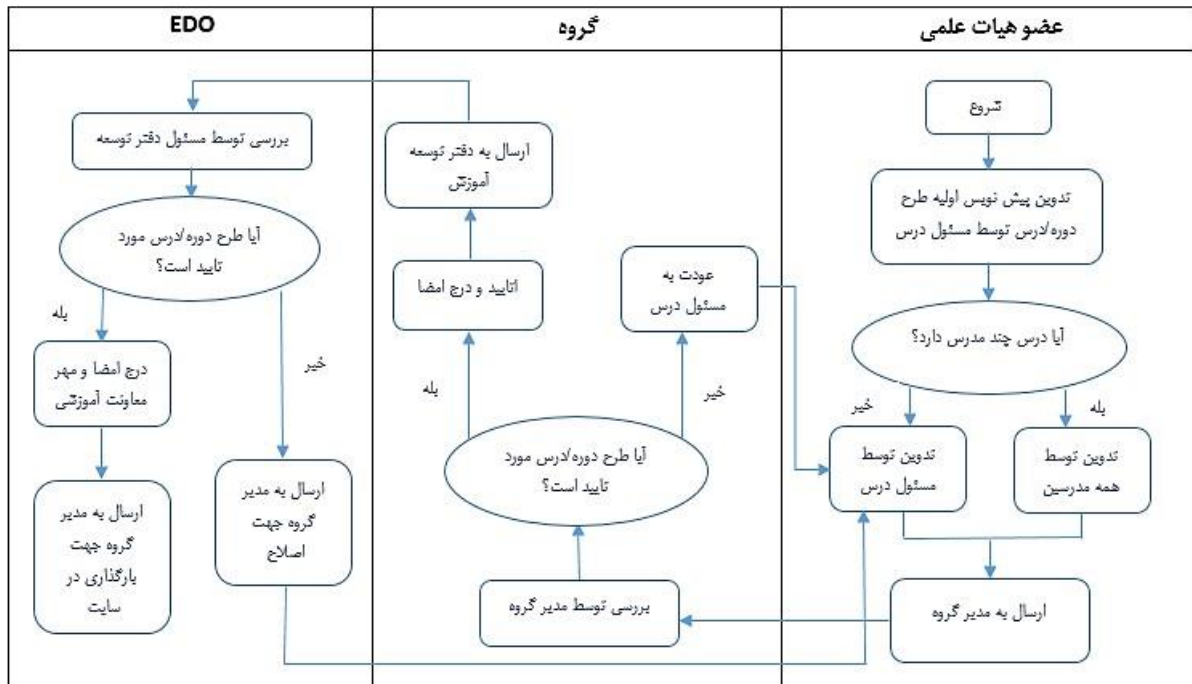 عضو هیات علمی
گروه
EDO
شروع
تدوین پیش نویس اولیه طرح
دوره/درس توسط مسئول درس
آیا درس چند مدرس دارد؟
بله
خیر
تدوین توسط
همه مدرسین
تدوین توسط
مسئول درس
ارسال به مدیر گروه
بررسی توسط مدیر گروه
آیا طرح دوره/درس مورد
تایید است؟
خیر
بله
عودت به
مسئول درس
اتایید و درج امضا
ارسال به دفتر توسعه
آموزش
بررسی توسط مسئول دفتر توسعه
آیا طرح دوره/درس مورد
تایید است؟
بله
خیر
درج امضا و مهر
معاونت آموزشی
ارسال به مدیر
گروه جهت
بارگذاری در
سایت
ارسال به مدیر
گروه جهت
اصلاح